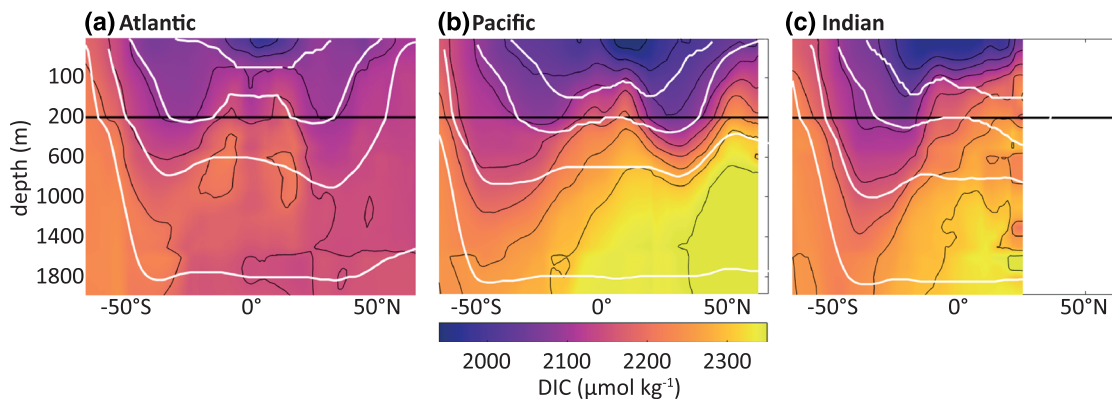 (a) Atlantic
(b) Pacific
(c) Indian
depth (m)
100
200
600
1000
1400
1800
-50°S 0° 50°N
-50°S 0° 50°N
-50°S 0° 50°N
2000 2100 2200 2300
DIC (μmol kg⁻¹)